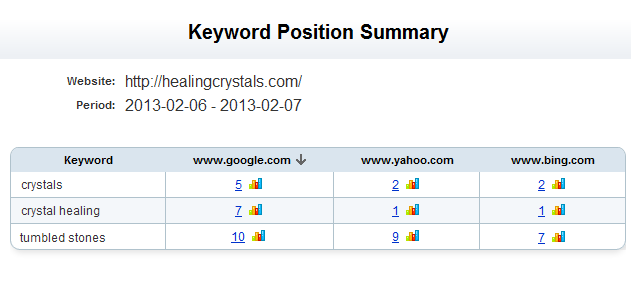 Keyword Position Summary
Website: http://healingcrystals.com/
Period: 2013-02-06 - 2013-02-07
Keyword www.google.com www.yahoo.com www.bing.com
crystals 5 2 2
crystal healing 7 1 1
tumbled stones 10 9 7